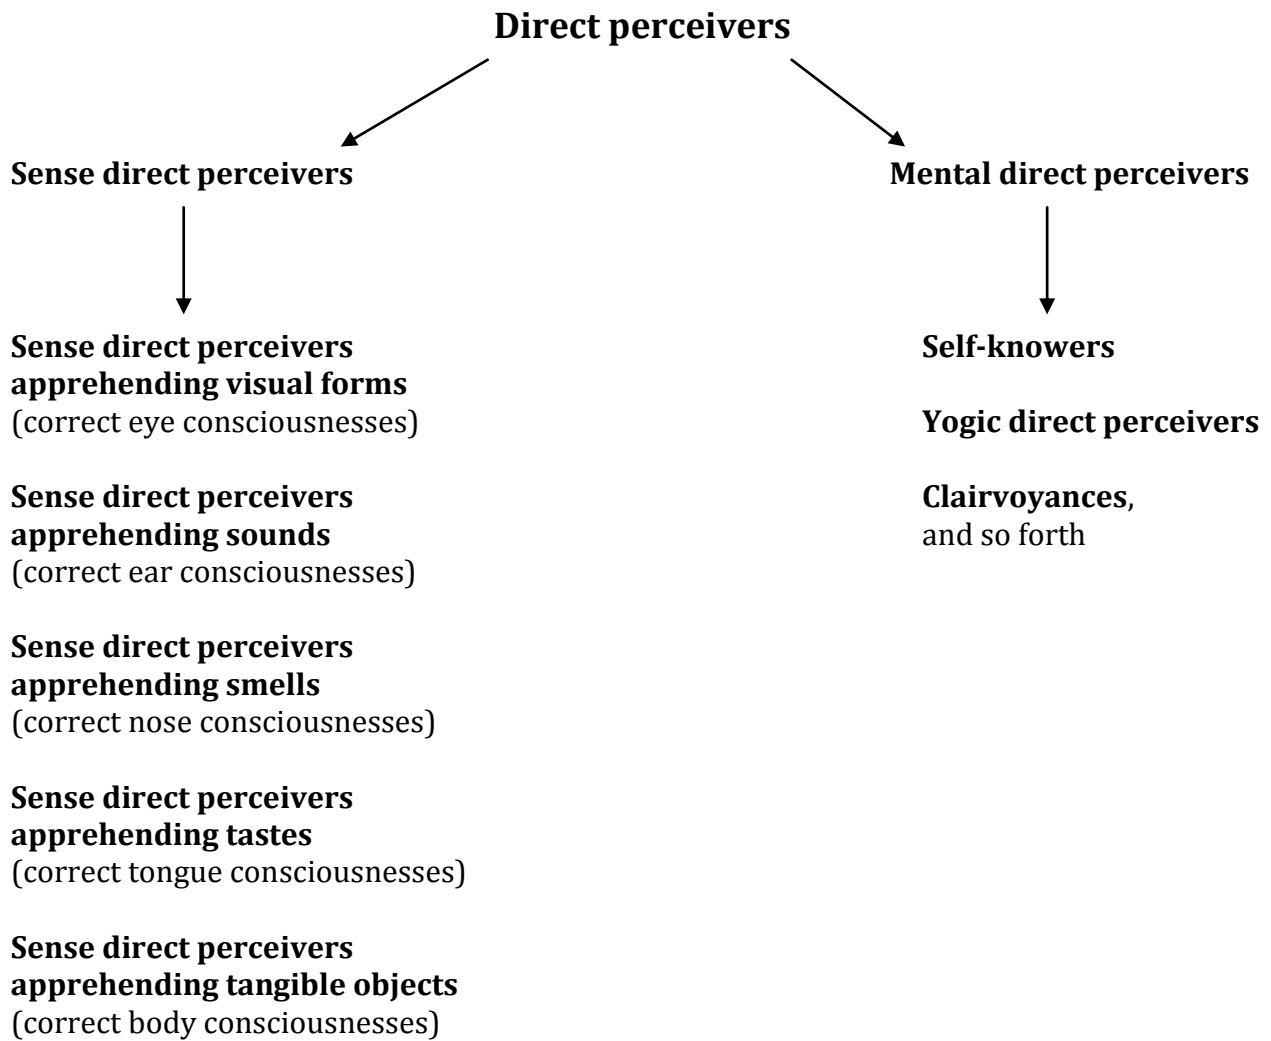 Direct perceivers
Sense direct perceivers
Mental direct perceivers
Sense direct perceivers
apprehending visual forms
(correct eye consciousnesses)
Sense direct perceivers
apprehending sounds
(correct ear consciousnesses)
Sense direct perceivers
apprehending smells
(correct nose consciousnesses)
Sense direct perceivers
apprehending tastes
(correct tongue consciousnesses)
Sense direct perceivers
apprehending tangible objects
(correct body consciousnesses)
Self-knowers
Yogic direct perceivers
Clairvoyances,
and so forth